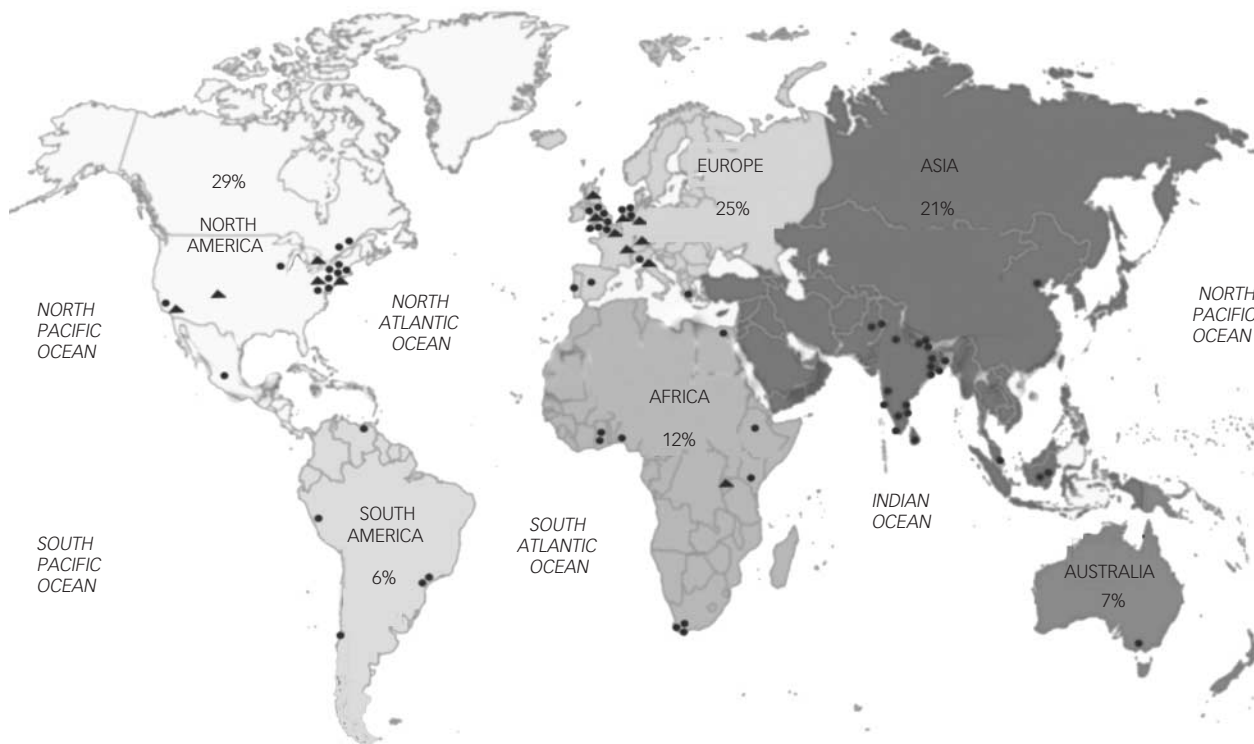 29%
NORTH
AMERICA
EUROPE
25%
ASIA
21%
NORTH
PACIFIC
OCEAN
NORTH
ATLANTIC
OCEAN
NORTH
PACIFIC
OCEAN
AFRICA
12%
SOUTH
AMERICA
6%
SOUTH
PACIFIC
OCEAN
SOUTH
ATLANTIC
OCEAN
INDIAN
OCEAN
AUSTRALIA
7%